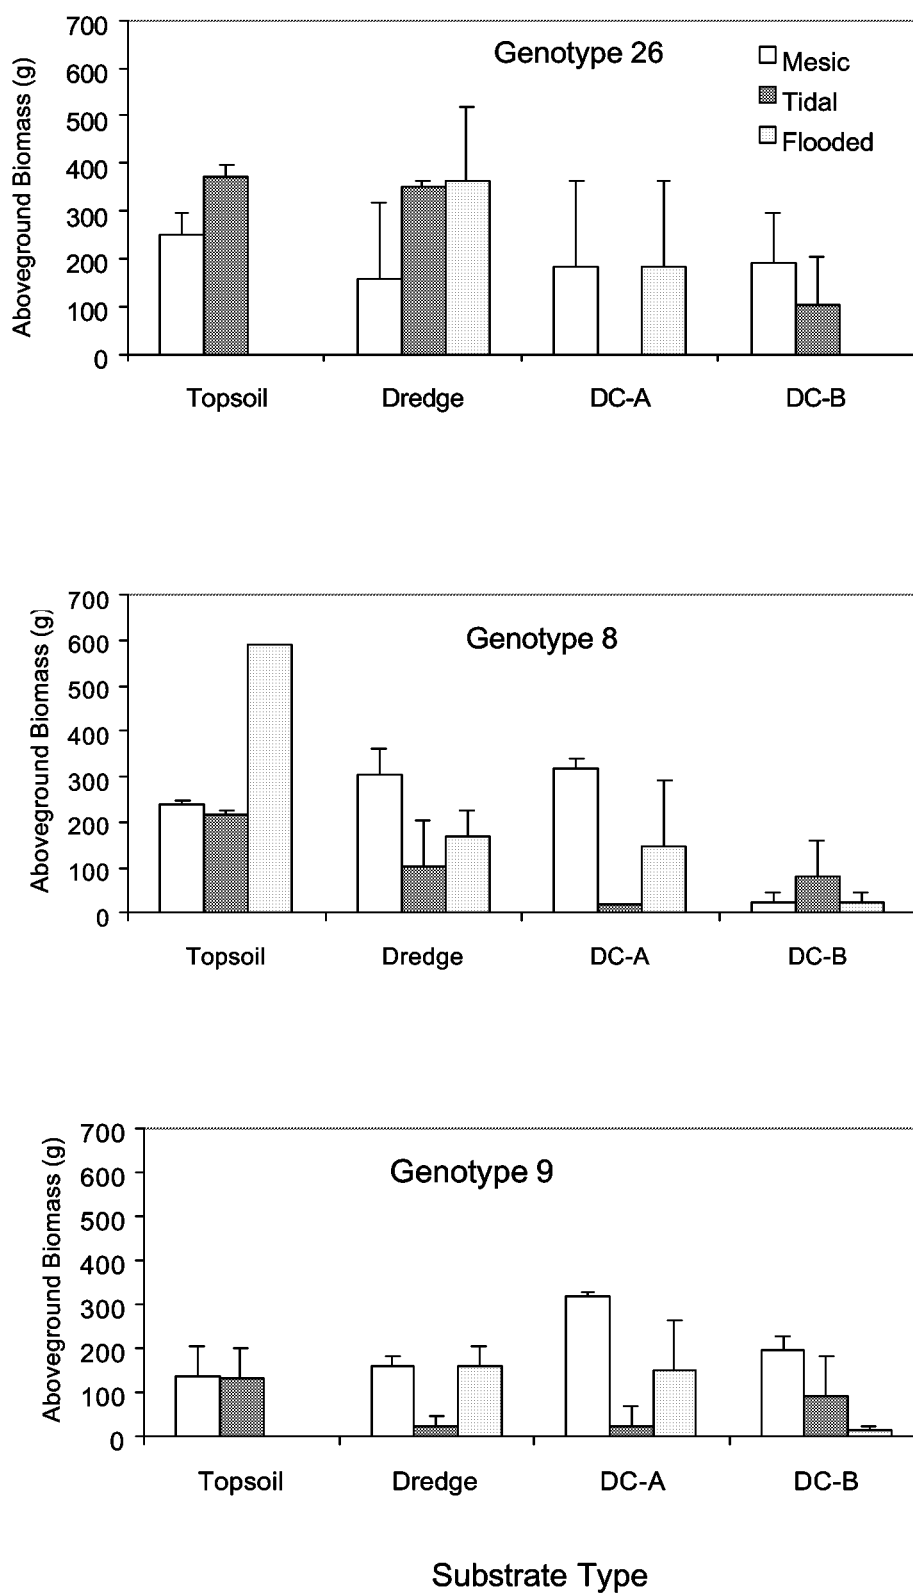 700
600
500
400
300
200
100
0
Aboveground Biomass (g)
Genotype 26
Mesic
Tidal
Flooded
Topsoil Dredge DC-A DC-B
700
600
500
400
300
200
100
0
Aboveground Biomass (g)
Genotype 8
Topsoil Dredge DC-A DC-B
700
600
500
400
300
200
100
0
Aboveground Biomass (g)
Genotype 9
Topsoil Dredge DC-A DC-B
Substrate Type